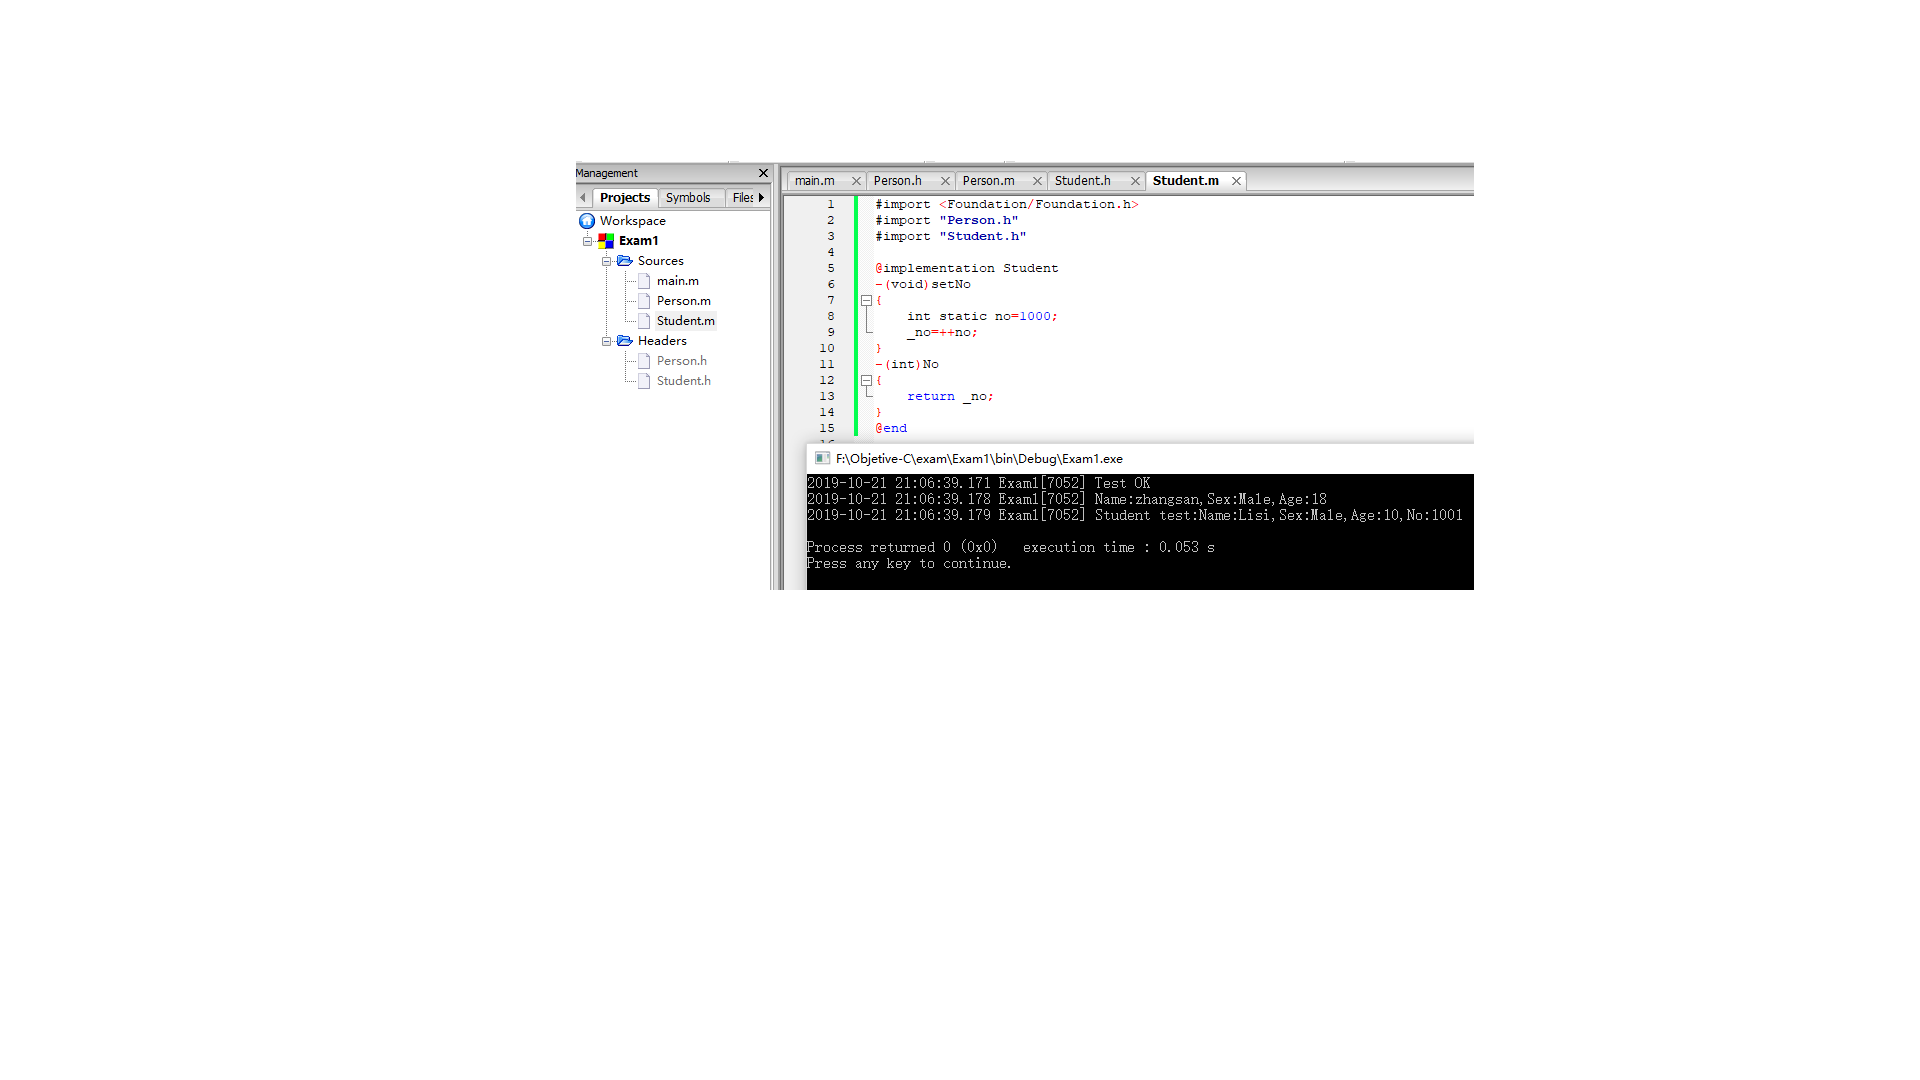 Management
Projects Symbols Files
Workspace
Exam1
Sources
main.m
Person.m
Student.m
Headers
Person.h
Student.h
main.m Person.h Person.m Student.h Student.m
1 #import <Foundation/Foundation.h>
2 #import "Person.h"
3 #import "Student.h"
4
5 @implementation Student
6 -(void)setNo
7 {
8 int static no=1000;
9 _no=++no;
10 }
11 -(int)No
12 {
13 return _no;
14 }
15 @end
F:\Objetive-C\exam\Exam1\bin\Debug\Exam1.exe
2019-10-21 21:06:39.171 Exam1[7052] Test OK
2019-10-21 21:06:39.178 Exam1[7052] Name:zhangsan,Sex:Male,Age:18
2019-10-21 21:06:39.179 Exam1[7052] Student test:Name:Lisi,Sex:Male,Age:10,No:1001
Process returned 0 (0x0) execution time : 0.053 s
Press any key to continue.